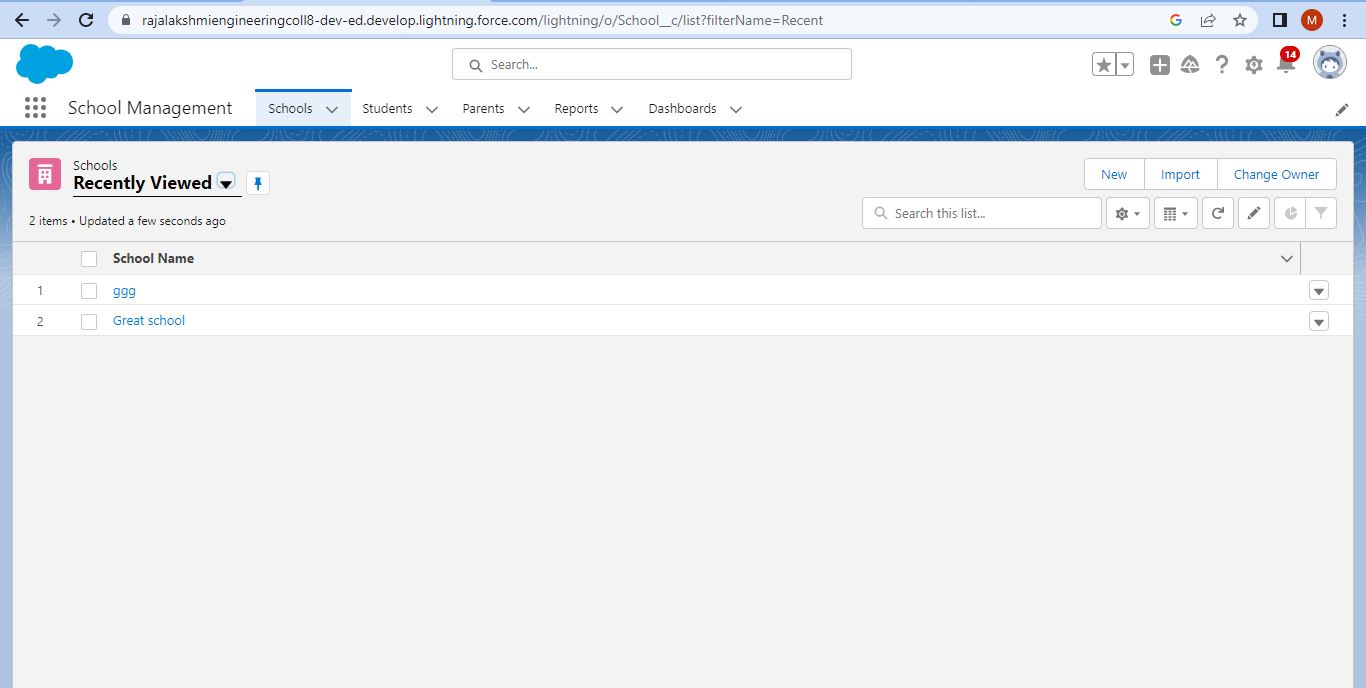 rajalakshmiengineeringcoll8-dev-ed.develop.lightning.force.com/lightning/o/School__c/list?filterName=Recent
M
Search...
14
School Management Schools Students Parents Reports Dashboards
Schools
Recently Viewed
New Import Change Owner
2 items • Updated a few seconds ago
Search this list...
School Name
1 ggg
2 Great school